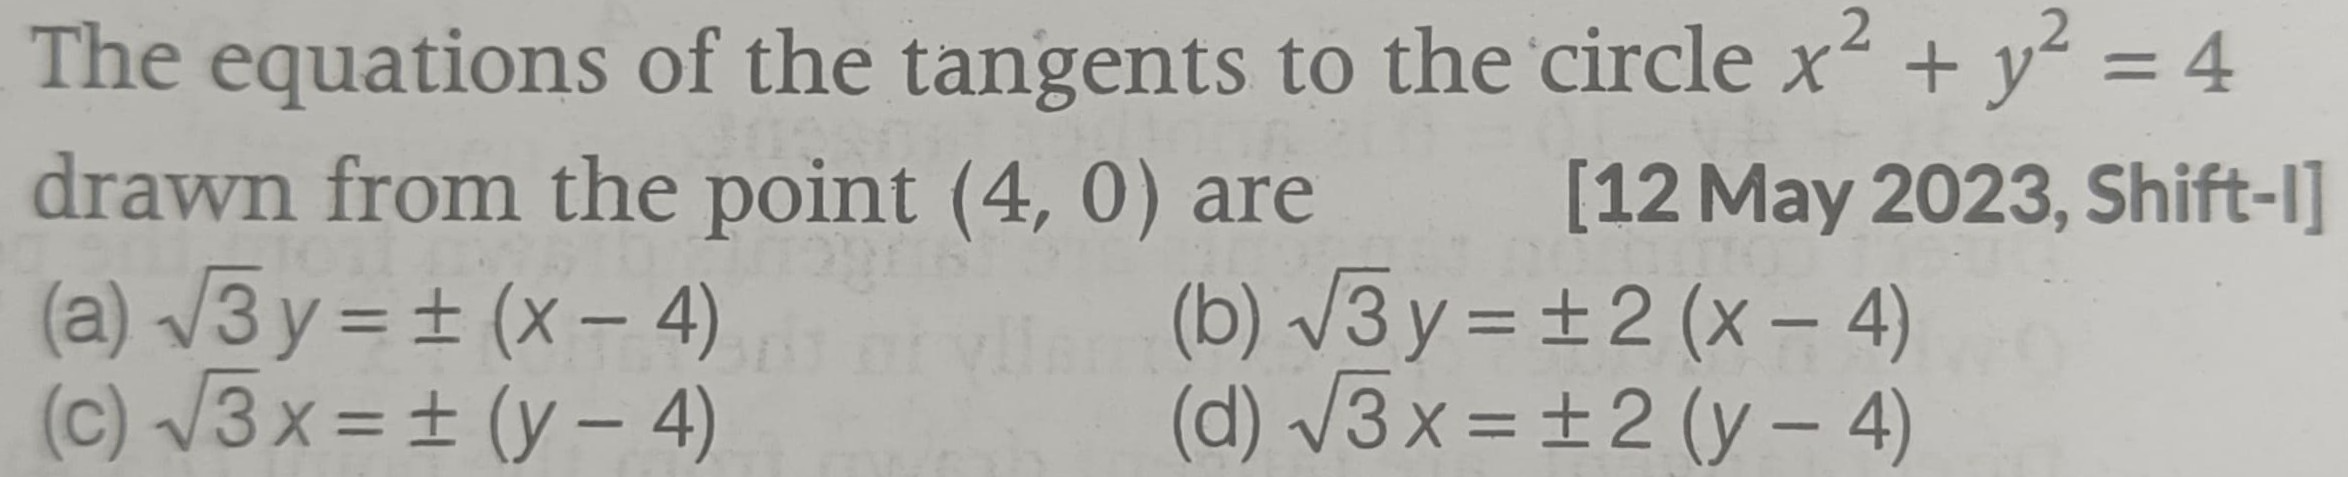 The equations of the tangents to the circle x² + y² = 4
drawn from the point (4, 0) are [12 May 2023, Shift-I]
(a) √3 y = ± (x – 4) (b) √3 y = ± 2 (x – 4)
(c) √3 x = ± (y – 4) (d) √3 x = ± 2 (y – 4)